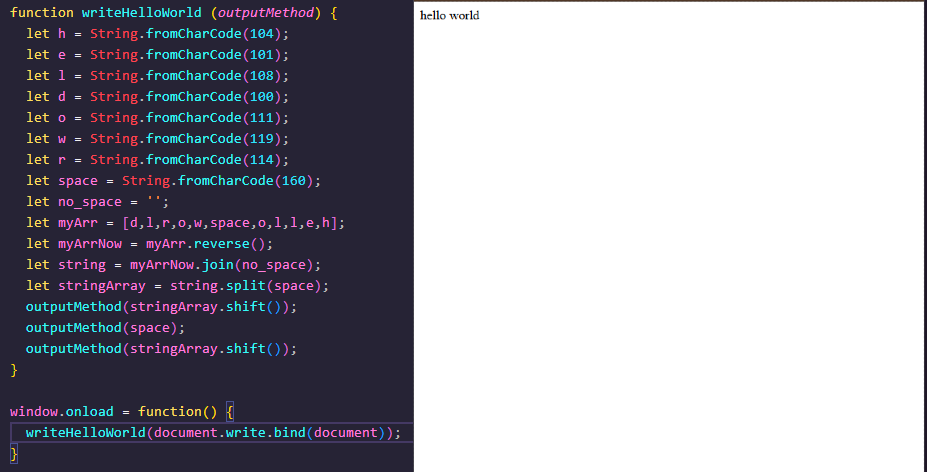 function writeHelloWorld (outputMethod) {
  let h = String.fromCharCode(104);
  let e = String.fromCharCode(101);
  let l = String.fromCharCode(108);
  let d = String.fromCharCode(100);
  let o = String.fromCharCode(111);
  let w = String.fromCharCode(119);
  let r = String.fromCharCode(114);
  let space = String.fromCharCode(160);
  let no_space = '';
  let myArr = [d,l,r,o,w,space,o,l,l,e,h];
  let myArrNow = myArr.reverse();
  let string = myArrNow.join(no_space);
  let stringArray = string.split(space);
  outputMethod(stringArray.shift());
  outputMethod(space);
  outputMethod(stringArray.shift());
}

window.onload = function() {
  writeHelloWorld(document.write.bind(document));
}
hello world